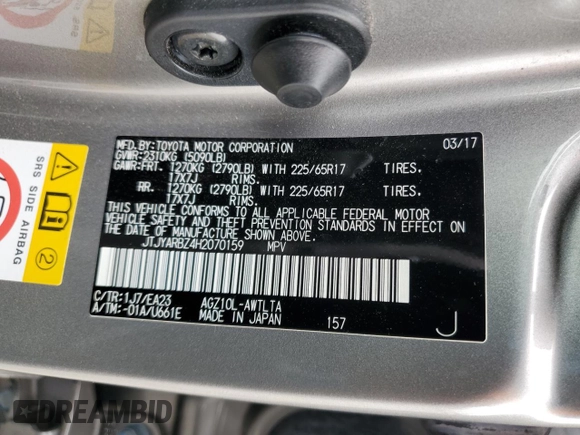 SRS
MFD.BY:TOYOTA MOTOR CORPORATION 03/17
GVWR:2310KG (5090LB)
GAWR:FRT. 1270KG (2790LB) WITH 225/65R17 TIRES.
17X7J RIMS.
RR. 1270KG (2790LB) WITH 225/65R17 TIRES.
17X7J RIMS.
THIS VEHICLE CONFORMS TO ALL APPLICABLE FEDERAL MOTOR
VEHICLE SAFETY AND THEFT PREVENTION STANDARDS IN EFFECT ON
THE DATE OF MANUFACTURE SHOWN ABOVE.
JTJYARBZ4H2070159 MPV
C/TR:1J7/EA23 AGZ10L-AWTLTA
A/TM:-01A/U661E MADE IN JAPAN 157 J
SRS AIRBAG
2
DREAMBID